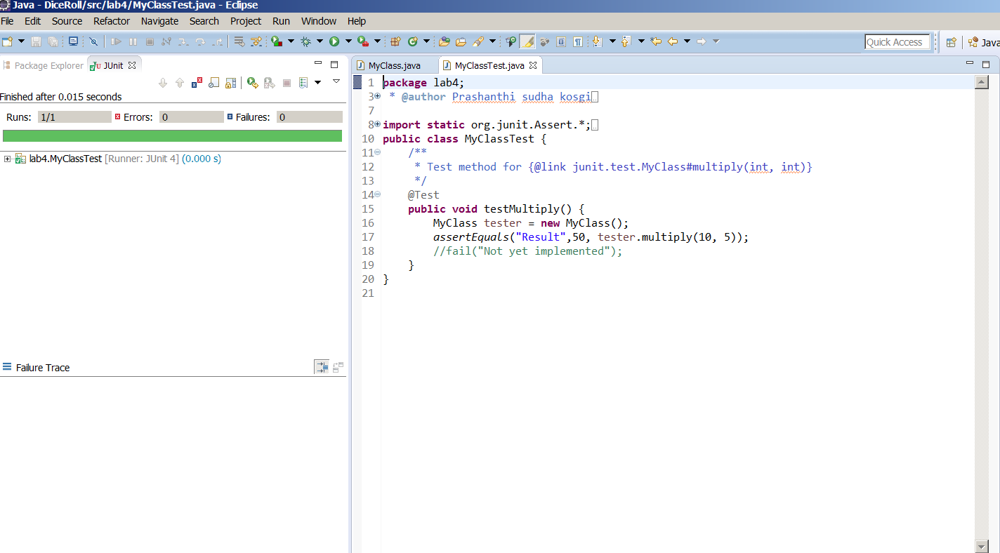 Java - DiceRoll/src/lab4/MyClassTest.java - Eclipse
File Edit Source Refactor Navigate Search Project Run Window Help
Quick Access
Java
Package Explorer JUnit
Finished after 0.015 seconds
Runs: 1/1 Errors: 0 Failures: 0
lab4.MyClassTest [Runner: JUnit 4] (0.000 s)
Failure Trace
MyClass.java MyClassTest.java
1 package lab4;
3 * @author Prashanthi sudha kosgi
7
8 import static org.junit.Assert.*;
10 public class MyClassTest {
11 /**
12 * Test method for {@link junit.test.MyClass#multiply(int, int)}
13 */
14 @Test
15 public void testMultiply() {
16 MyClass tester = new MyClass();
17 assertEquals("Result",50, tester.multiply(10, 5));
18 //fail("Not yet implemented");
19 }
20 }
21